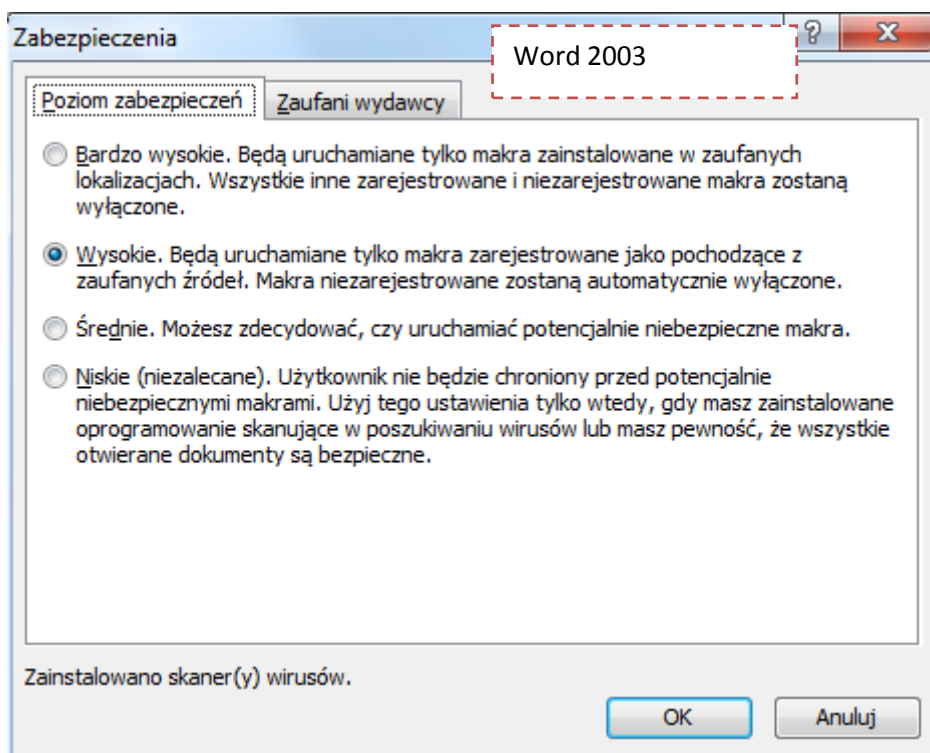 Zabezpieczenia
Word 2003
Poziom zabezpieczeń
Zaufani wydawcy
Bardzo wysokie. Będą uruchamiane tylko makra zainstalowane w zaufanych
lokalizacjach. Wszystkie inne zarejestrowane i niezarejestrowane makra zostaną
wyłączone.
Wysokie. Będą uruchamiane tylko makra zarejestrowane jako pochodzące z
zaufanych źródeł. Makra niezarejestrowane zostaną automatycznie wyłączone.
Średnie. Możesz zdecydować, czy uruchamiać potencjalnie niebezpieczne makra.
Niskie (niezalecane). Użytkownik nie będzie chroniony przed potencjalnie
niebezpiecznymi makrami. Użyj tego ustawienia tylko wtedy, gdy masz zainstalowane
oprogramowanie skanujące w poszukiwaniu wirusów lub masz pewność, że wszystkie
otwierane dokumenty są bezpieczne.
Zainstalowano skaner(y) wirusów.
OK
Anuluj